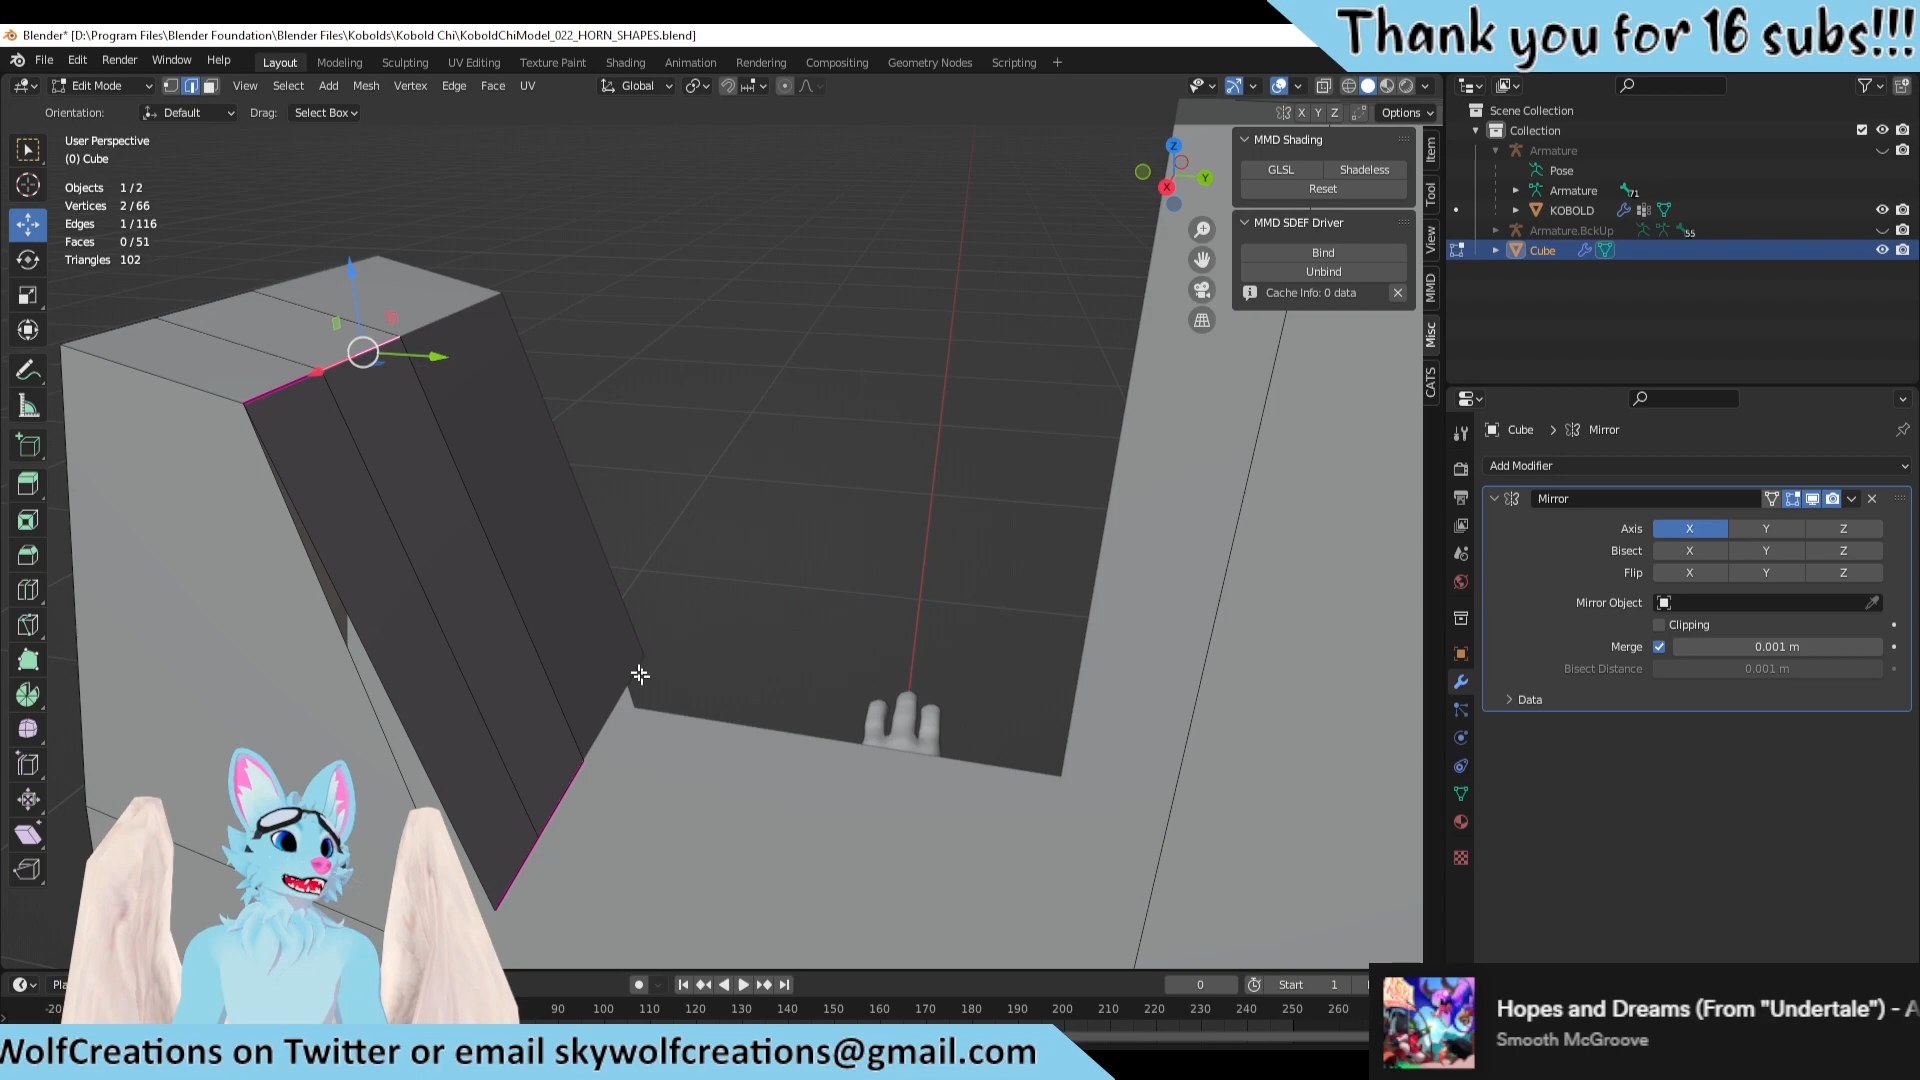 Thank you for 16 subs!!!
Blender* [D:\Program Files\Blender Foundation\Blender Files\Kobolds\Kobold Chi\KoboldChiModel_022_HORN_SHAPES.blend]
File Edit Render Window Help Layout Modeling Sculpting UV Editing Texture Paint Shading Animation Rendering Compositing Geometry Nodes Scripting +
Edit Mode View Select Add Mesh Vertex Edge Face UV Global
Orientation: Default Drag: Select Box X Y Z Options
User Perspective
(0) Cube
Objects 1 / 2
Vertices 2 / 66
Edges 1 / 116
Faces 0 / 51
Triangles 102
Z
Y
X
MMD Shading
GLSL Shadeless
Reset
MMD SDEF Driver
Bind
Unbind
Cache Info: 0 data
Item
Tool
View
MMD
Misc
CATS
Scene Collection
Collection
Armature
Pose
Armature 71
KOBOLD
Armature.BckUp 55
Cube
Cube > Mirror
Add Modifier
Mirror
Axis X Y Z
Bisect X Y Z
Flip X Y Z
Mirror Object
Clipping
Merge 0.001 m
Bisect Distance 0.001 m
Data
0 Start 1
-20 90 100 110 120 130 140 150 160 170 180 190 200 210 220 230 240 250 260
WolfCreations on Twitter or email skywolfcreations@gmail.com
Hopes and Dreams (From "Undertale") - A
Smooth McGroove